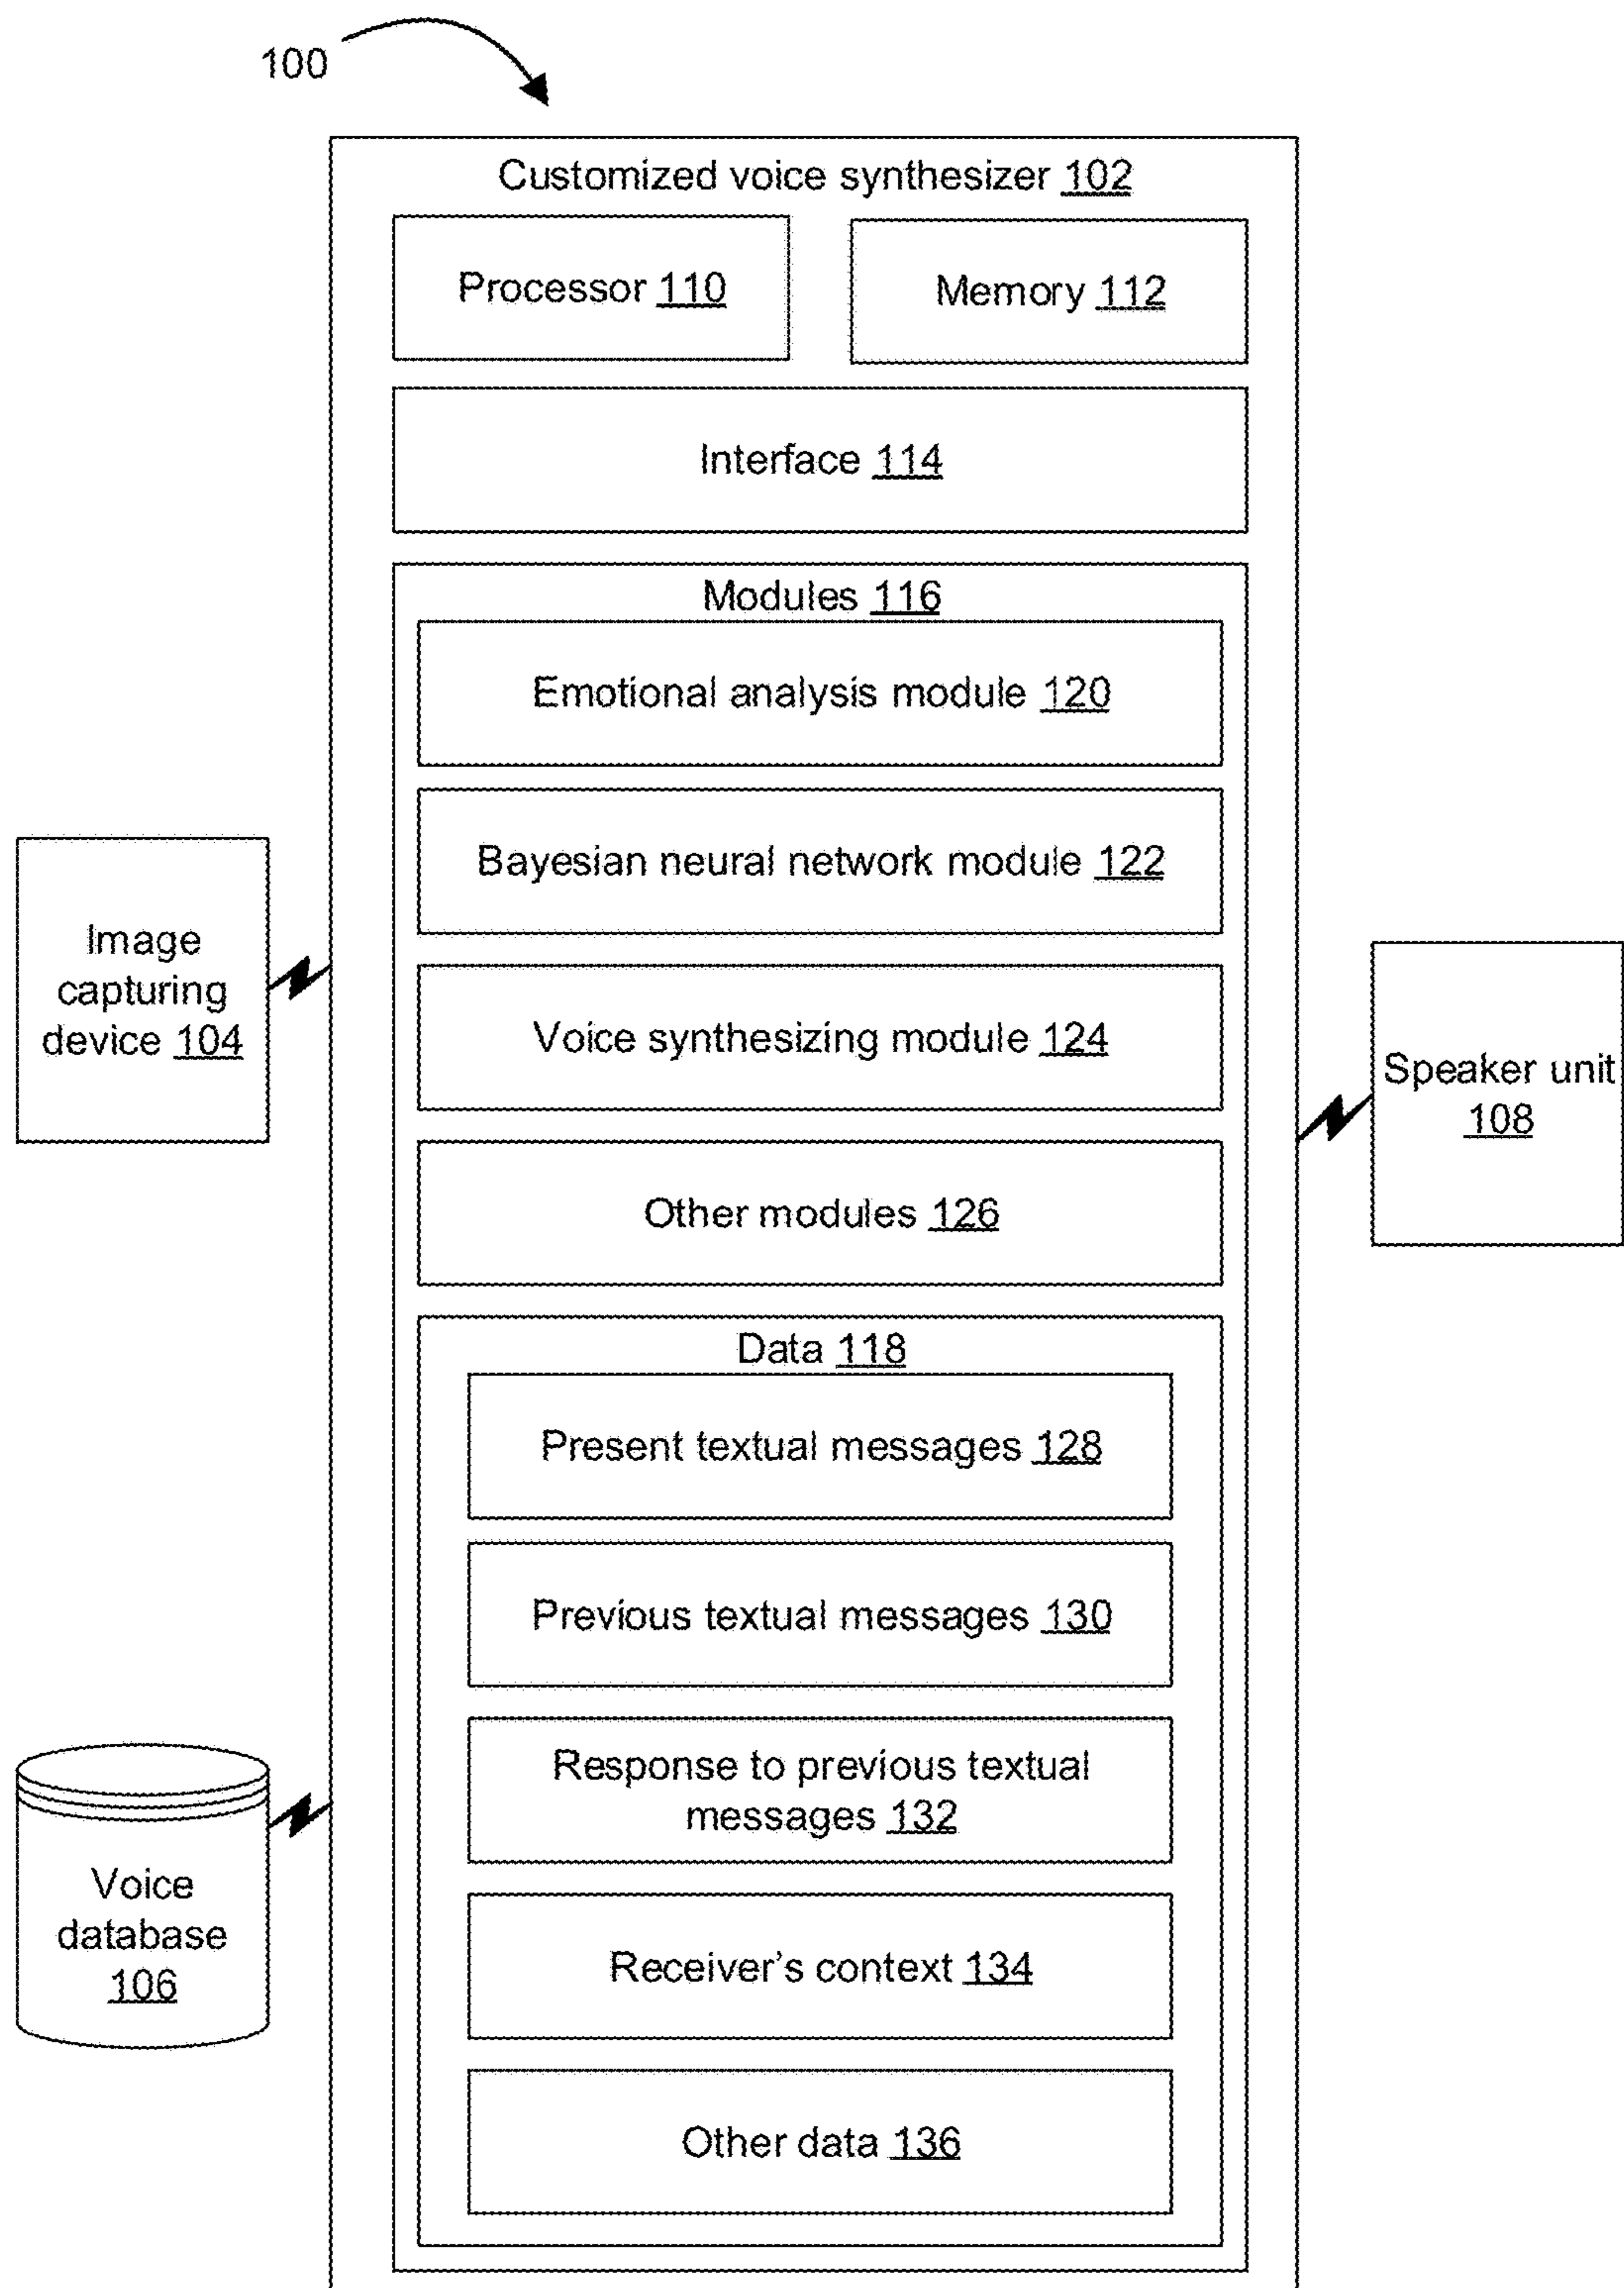 100
Customized voice synthesizer 102
Processor 110
Memory 112
Interface 114
Modules 116
Emotional analysis module 120
Bayesian neural network module 122
Voice synthesizing module 124
Other modules 126
Data 118
Present textual messages 128
Previous textual messages 130
Response to previous textual
messages 132
Receiver's context 134
Other data 136
Image
capturing
device 104
Voice
database
106
Speaker unit
108